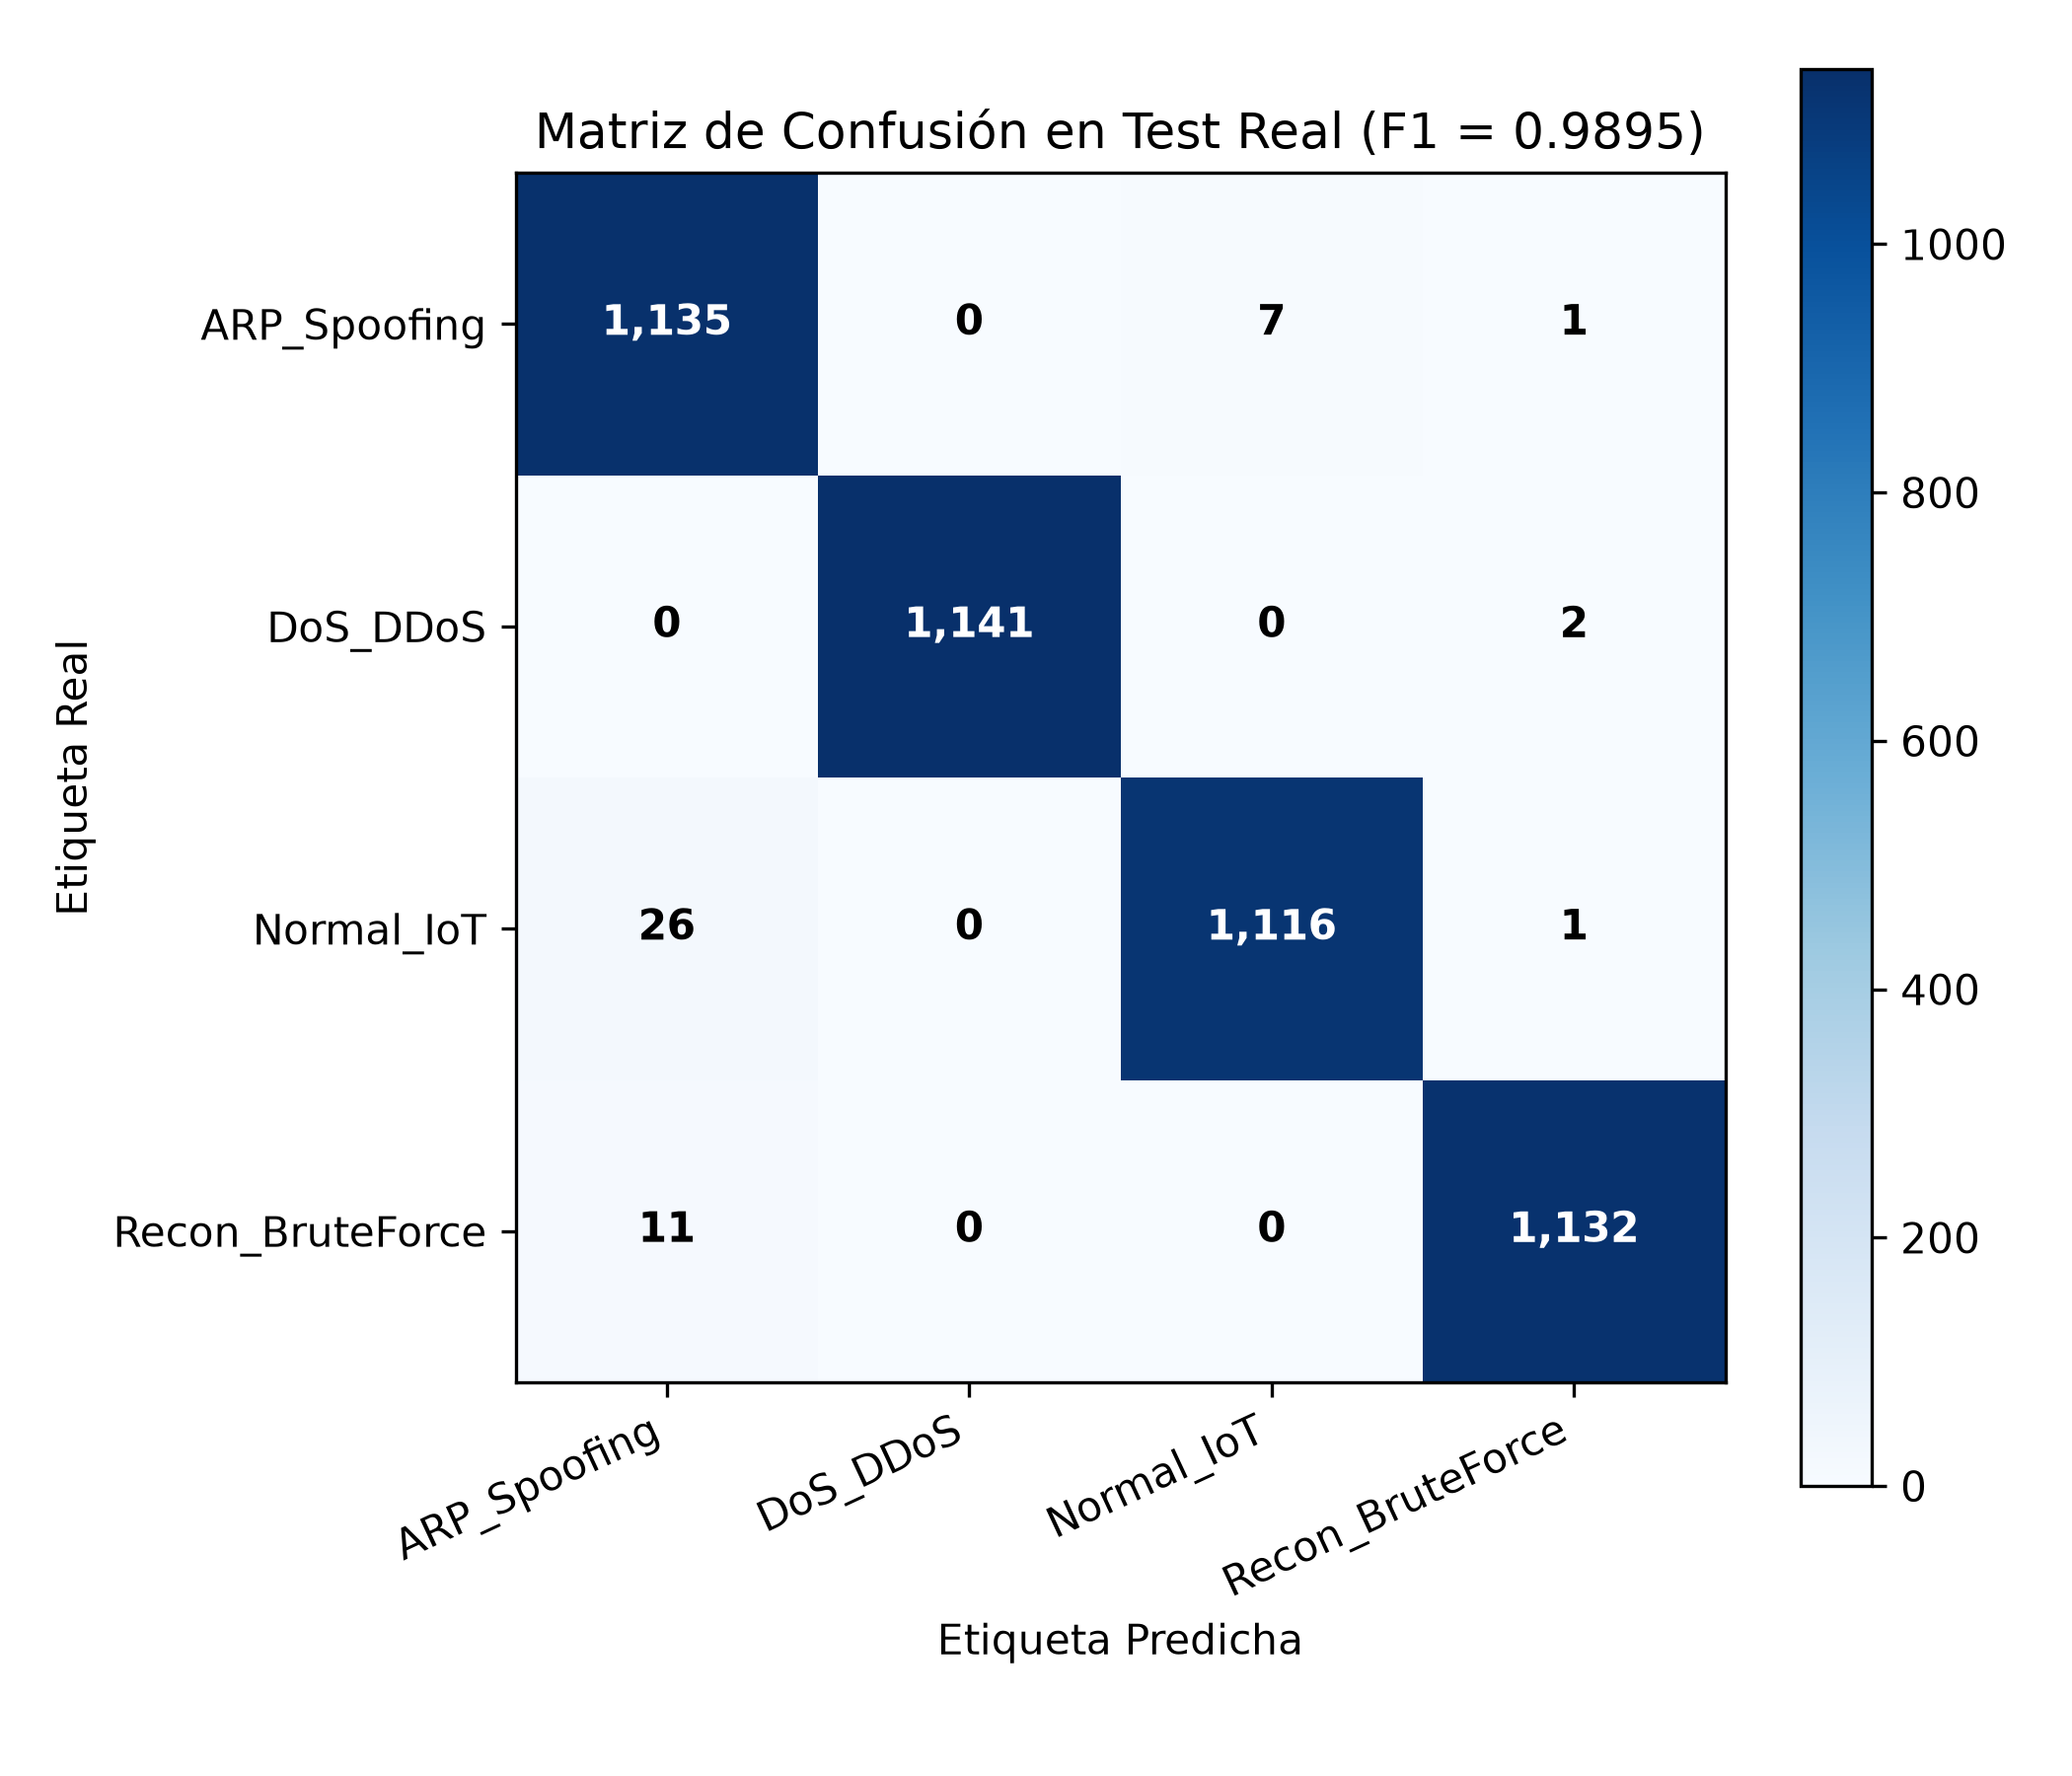 Matriz de Confusión en Test Real (F1 = 0.9895)
Etiqueta Real
ARP_Spoofing 1,135 0 7 1
DoS_DDoS 0 1,141 0 2
Normal_IoT 26 0 1,116 1
Recon_BruteForce 11 0 0 1,132
ARP_Spoofing DoS_DDoS Normal_IoT Recon_BruteForce
Etiqueta Predicha
1000
800
600
400
200
0